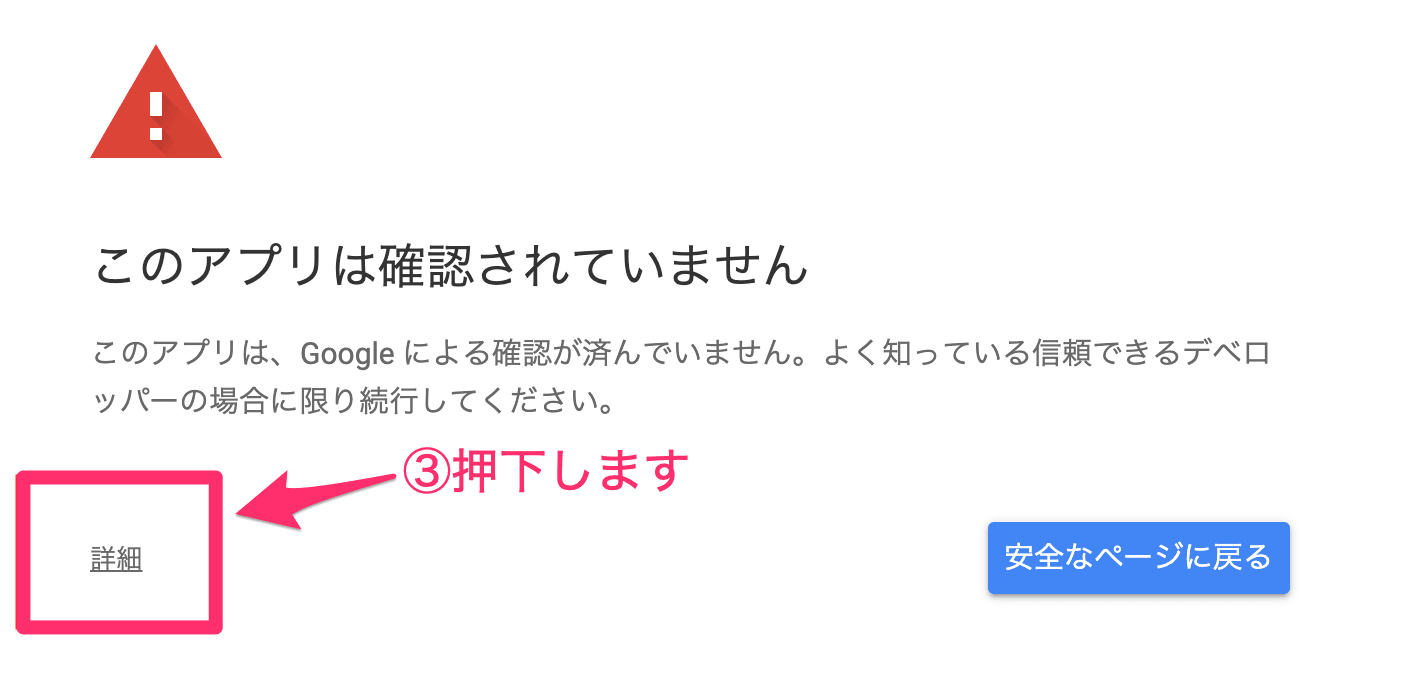 このアプリは確認されていません
このアプリは、Google による確認が済んでいません。よく知っている信頼できるデベロ
ッパーの場合に限り続行してください。
③押下します
詳細
安全なページに戻る